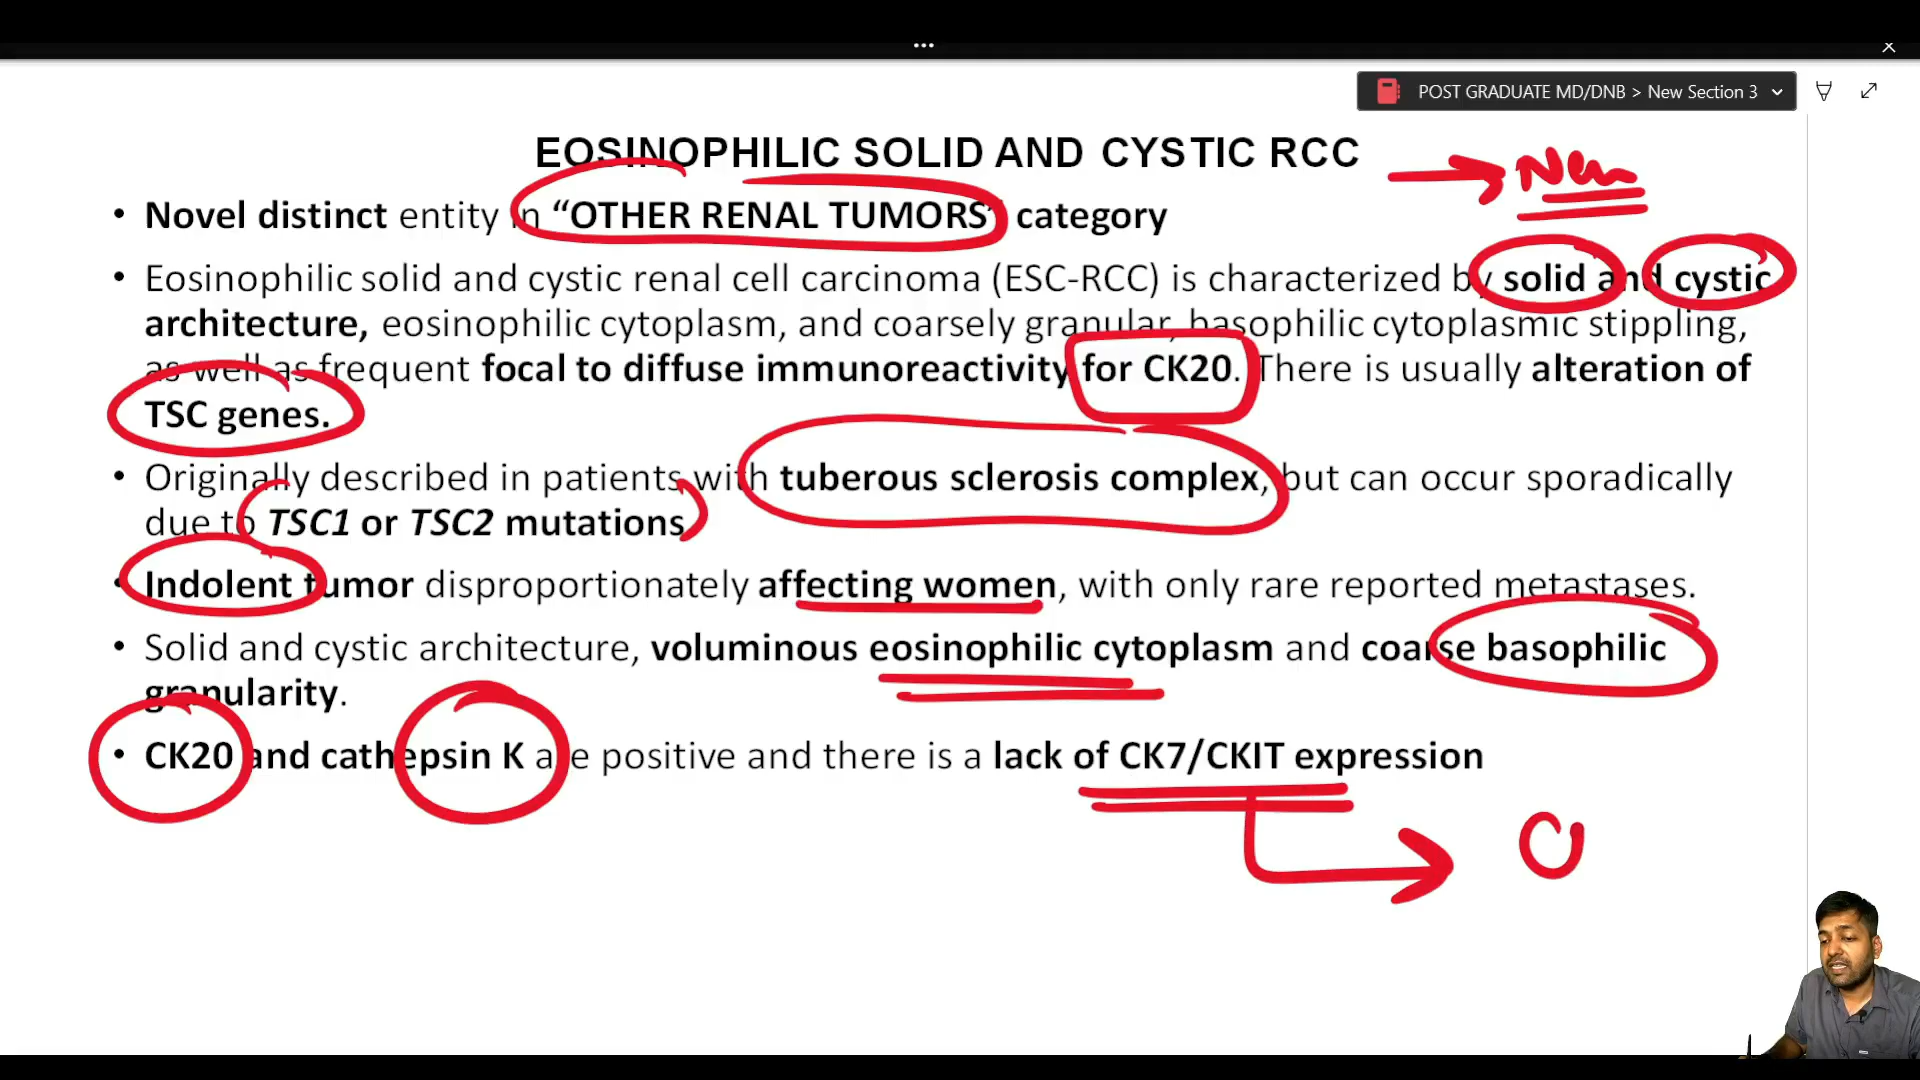 POST GRADUATE MD/DNB > New Section 3
EOSINOPHILIC SOLID AND CYSTIC RCC
New
• Novel distinct entity in “OTHER RENAL TUMORS” category
• Eosinophilic solid and cystic renal cell carcinoma (ESC-RCC) is characterized by solid and cystic
architecture, eosinophilic cytoplasm, and coarsely granular, basophilic cytoplasmic stippling,
as well as frequent focal to diffuse immunoreactivity for CK20. There is usually alteration of
TSC genes.
• Originally described in patients with tuberous sclerosis complex, but can occur sporadically
due to TSC1 or TSC2 mutations
• Indolent tumor disproportionately affecting women, with only rare reported metastases.
• Solid and cystic architecture, voluminous eosinophilic cytoplasm and coarse basophilic
granularity.
• CK20 and cathepsin K are positive and there is a lack of CK7/CKIT expression